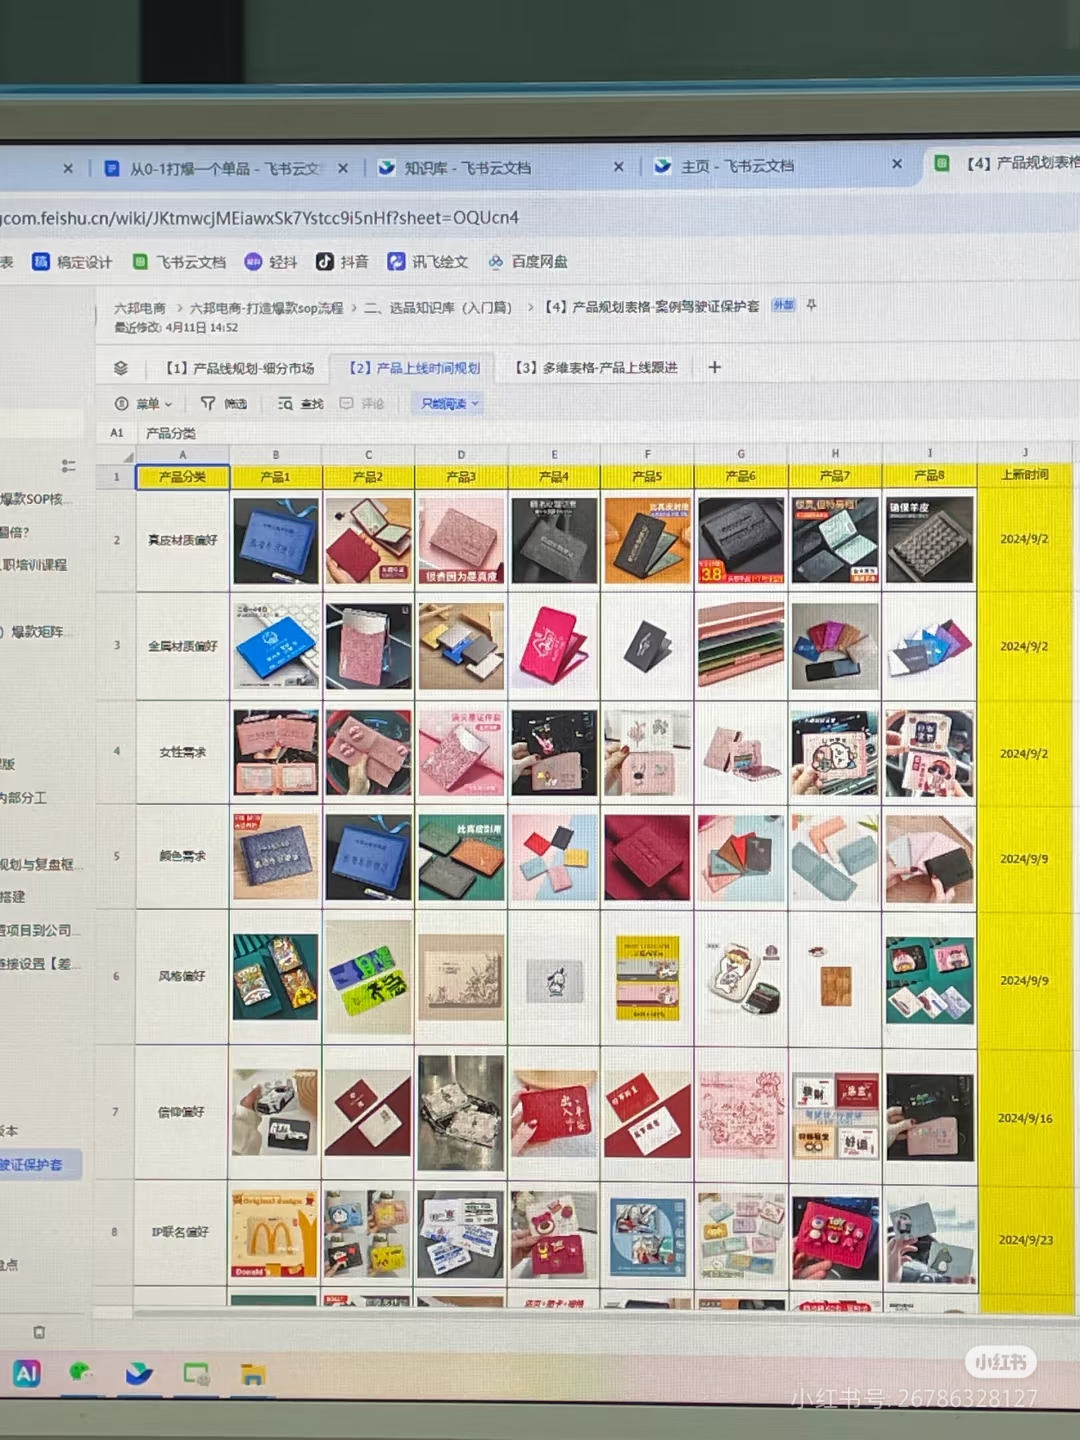 从0-1打爆一个单品 - 飞书云文
知识库 - 飞书云文档
主页 - 飞书云文档
【4】产品规划表格
com.feishu.cn/wiki/JKtmwcjMEiawxSk7Ystcc9i5nHf?sheet=OQUcn4
表 稿定设计 飞书云文档 轻抖 抖音 讯飞绘文 百度网盘
六邦电商 > 六邦电商-打造爆款sop流程 > 二、选品知识库（入门篇） > 【4】产品规划表格-案例驾驶证保护套 外部
最近修改: 4月11日 14:52
【1】产品线规划-细分市场 【2】产品上线时间规划 【3】多维表格-产品上线跟进 +
菜单 筛选 查找 评论 只能阅读
A1 产品分类
A B C D E F G H I J
1 产品分类 产品1 产品2 产品3 产品4 产品5 产品6 产品7 产品8 上新时间
爆款SOP核...
翻倍?
职培训课程
2 真皮材质偏好 2024/9/2
很贵因为是真皮
3.8
确保羊皮
）爆款矩阵...
3 金属材质偏好 2024/9/2
4 女性需求 2024/9/2
版
内部分工
5 颜色需求 2024/9/9
规划与复盘框...
搭建
项目到公司...
接设置【差...
6 风格偏好 2024/9/9
7 信仰偏好 2024/9/16
版本
驶证保护套
8 IP联名偏好 2024/9/23
Original design
Donald's
盘点
AI
小红书
小红书号: 26786328127